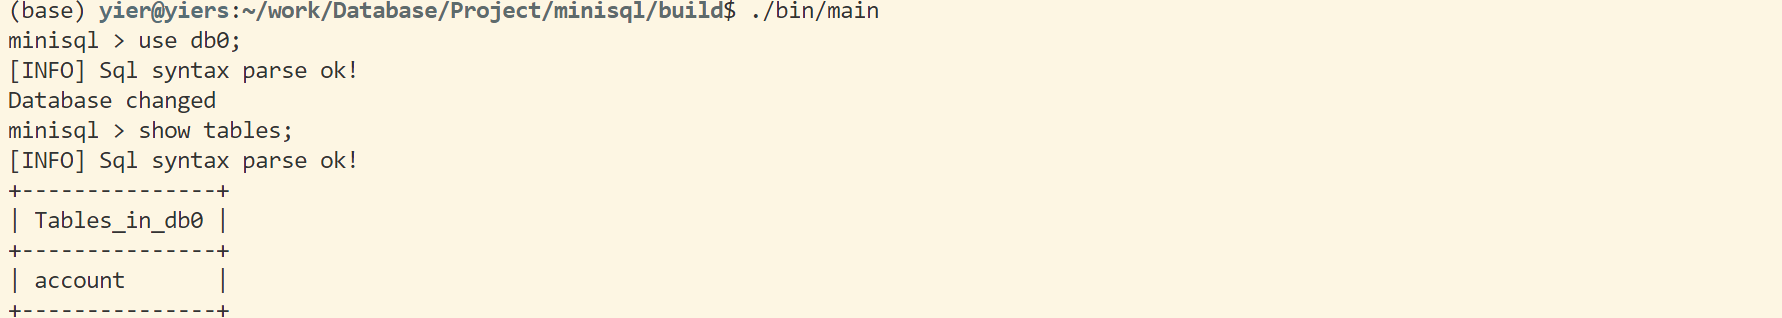 (base) yier@yiers:~/work/Database/Project/minisql/build$ ./bin/main
minisql > use db0;
[INFO] Sql syntax parse ok!
Database changed
minisql > show tables;
[INFO] Sql syntax parse ok!
+---------------+
| Tables_in_db0 |
+---------------+
| account       |
+---------------+